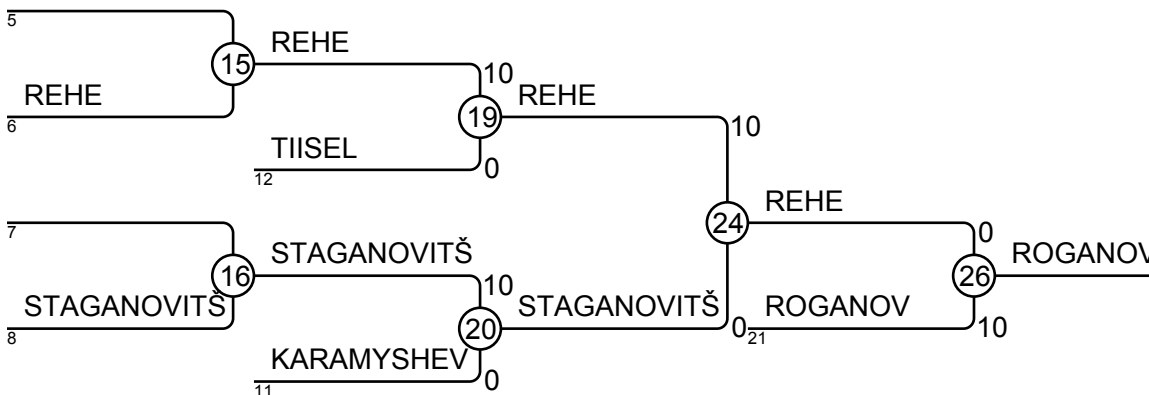 5
REHE
15
REHE
10
6
19
REHE
10
TIISEL
0
12
REHE
7
24
0
STAGANOVITŠ
ROGANOV
16
10
26
STAGANOVITŠ
STAGANOVITŠ
ROGANOV
8
20
0
21
10
KARAMYSHEV
0
11